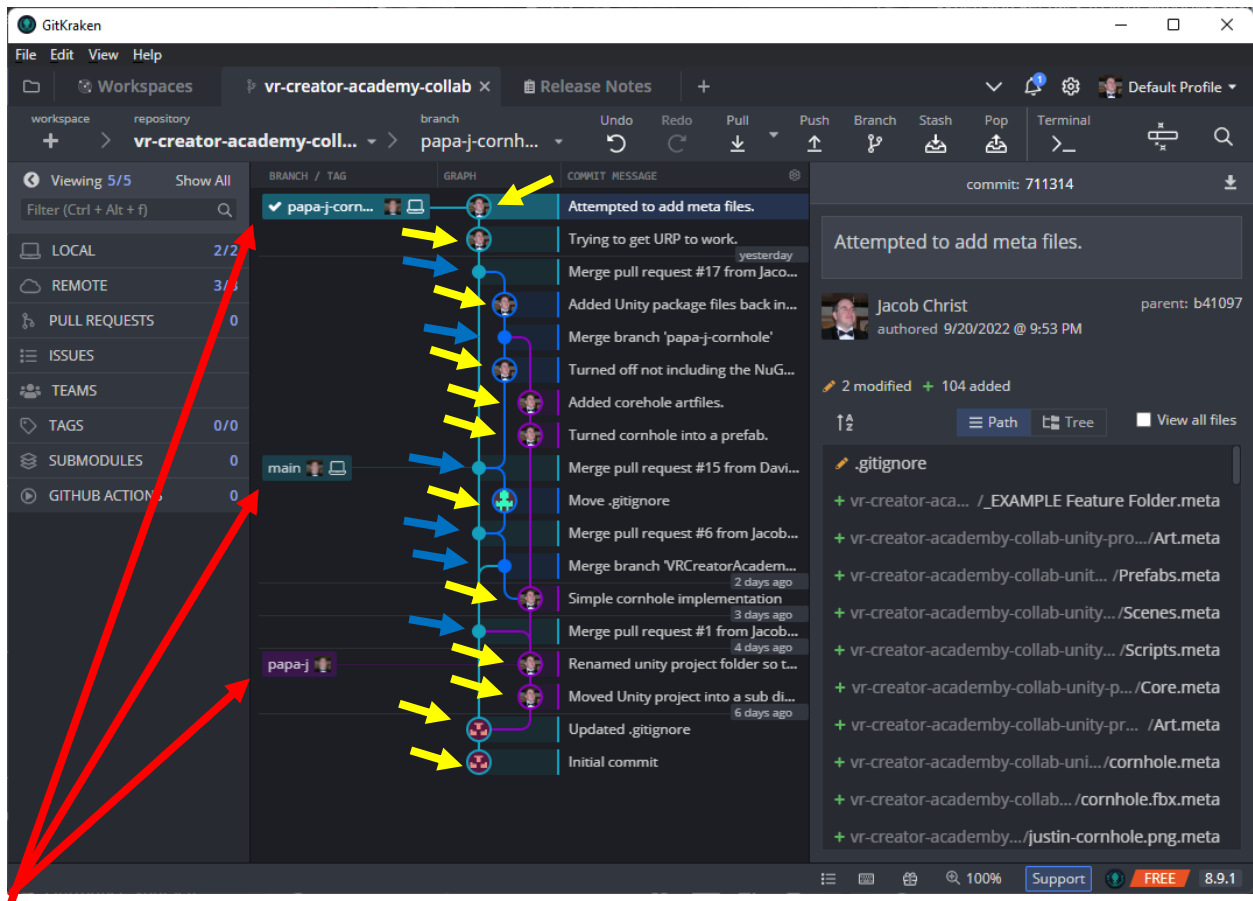 GitKraken
File Edit View Help
Workspaces
vr-creator-academy-collab
Release Notes
Default Profile
workspace
repository
vr-creator-academy-coll...
branch
papa-j-cornh...
Undo
Redo
Pull
Push
Branch
Stash
Pop
Terminal
Viewing 5/5 Show All
Filter (Ctrl + Alt + f)
LOCAL 2/2
REMOTE
PULL REQUESTS 0
ISSUES
TEAMS
TAGS 0/0
SUBMODULES 0
GITHUB ACTIONS 0
BRANCH / TAG GRAPH COMMIT MESSAGE
papa-j-corn... Attempted to add meta files.
Trying to get URP to work.
yesterday
Merge pull request #17 from Jaco...
Added Unity package files back in...
Merge branch 'papa-j-cornhole'
Turned off not including the NuG...
Added corehole artfiles.
Turned cornhole into a prefab.
main Merge pull request #15 from Davi...
Move .gitignore
Merge pull request #6 from Jacob...
Merge branch 'VRCreatorAcadem...
2 days ago
Simple cornhole implementation
3 days ago
Merge pull request #1 from Jacob...
4 days ago
papa-j Renamed unity project folder so t...
Moved Unity project into a sub di...
6 days ago
Updated .gitignore
Initial commit
commit: 711314
Attempted to add meta files.
Jacob Christ
authored 9/20/2022 @ 9:53 PM
parent: b41097
2 modified + 104 added
Path Tree View all files
.gitignore
+ vr-creator-aca... /_EXAMPLE Feature Folder.meta
+ vr-creator-academby-collab-unity-pro.../Art.meta
+ vr-creator-academby-collab-unit... /Prefabs.meta
+ vr-creator-academby-collab-unity.../Scenes.meta
+ vr-creator-academby-collab-unity... /Scripts.meta
+ vr-creator-academby-collab-unity-p.../Core.meta
+ vr-creator-academby-collab-unity-pr... /Art.meta
+ vr-creator-academby-collab-uni.../cornhole.meta
+ vr-creator-academby-collab... /cornhole.fbx.meta
+ vr-creator-academby.../justin-cornhole.png.meta
100%
Support
FREE
8.9.1